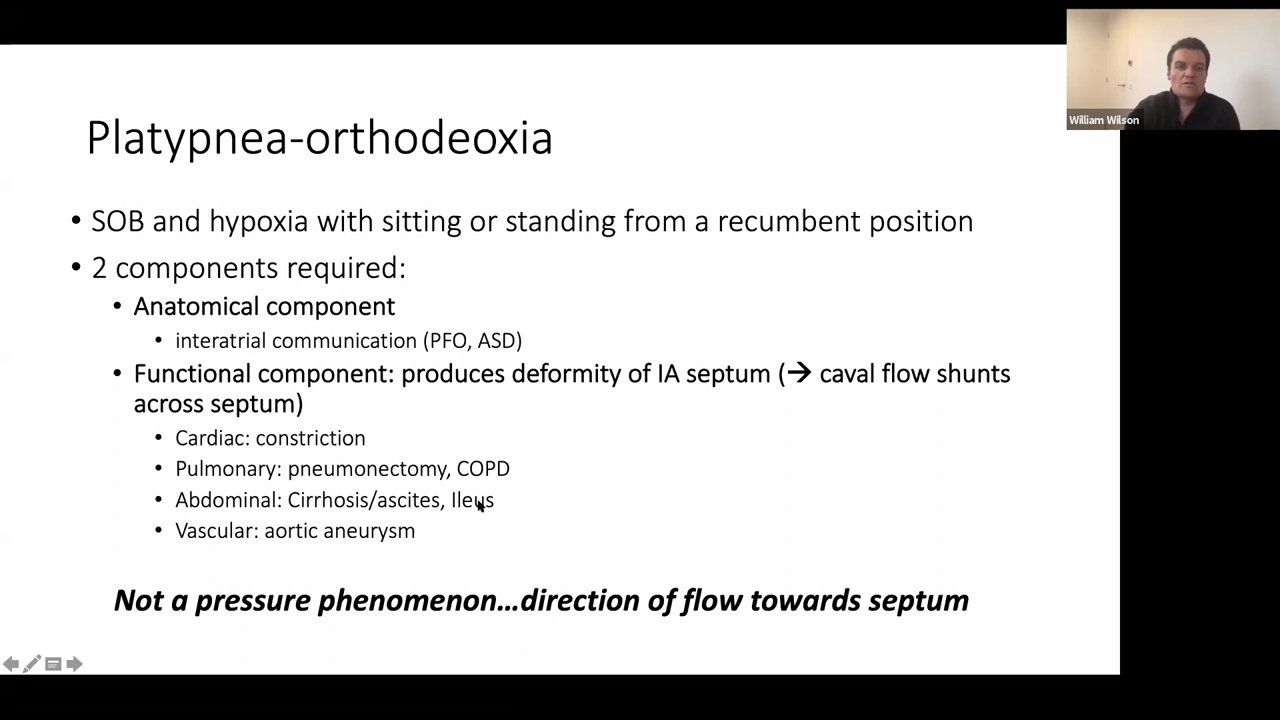 Platypnea-orthodeoxia
• SOB and hypoxia with sitting or standing from a recumbent position
• 2 components required:
• Anatomical component
• interatrial communication (PFO, ASD)
• Functional component: produces deformity of IA septum (→ caval flow shunts
across septum)
• Cardiac: constriction
• Pulmonary: pneumonectomy, COPD
• Abdominal: Cirrhosis/ascites, Ileus
• Vascular: aortic aneurysm
Not a pressure phenomenon...direction of flow towards septum
William Wilson